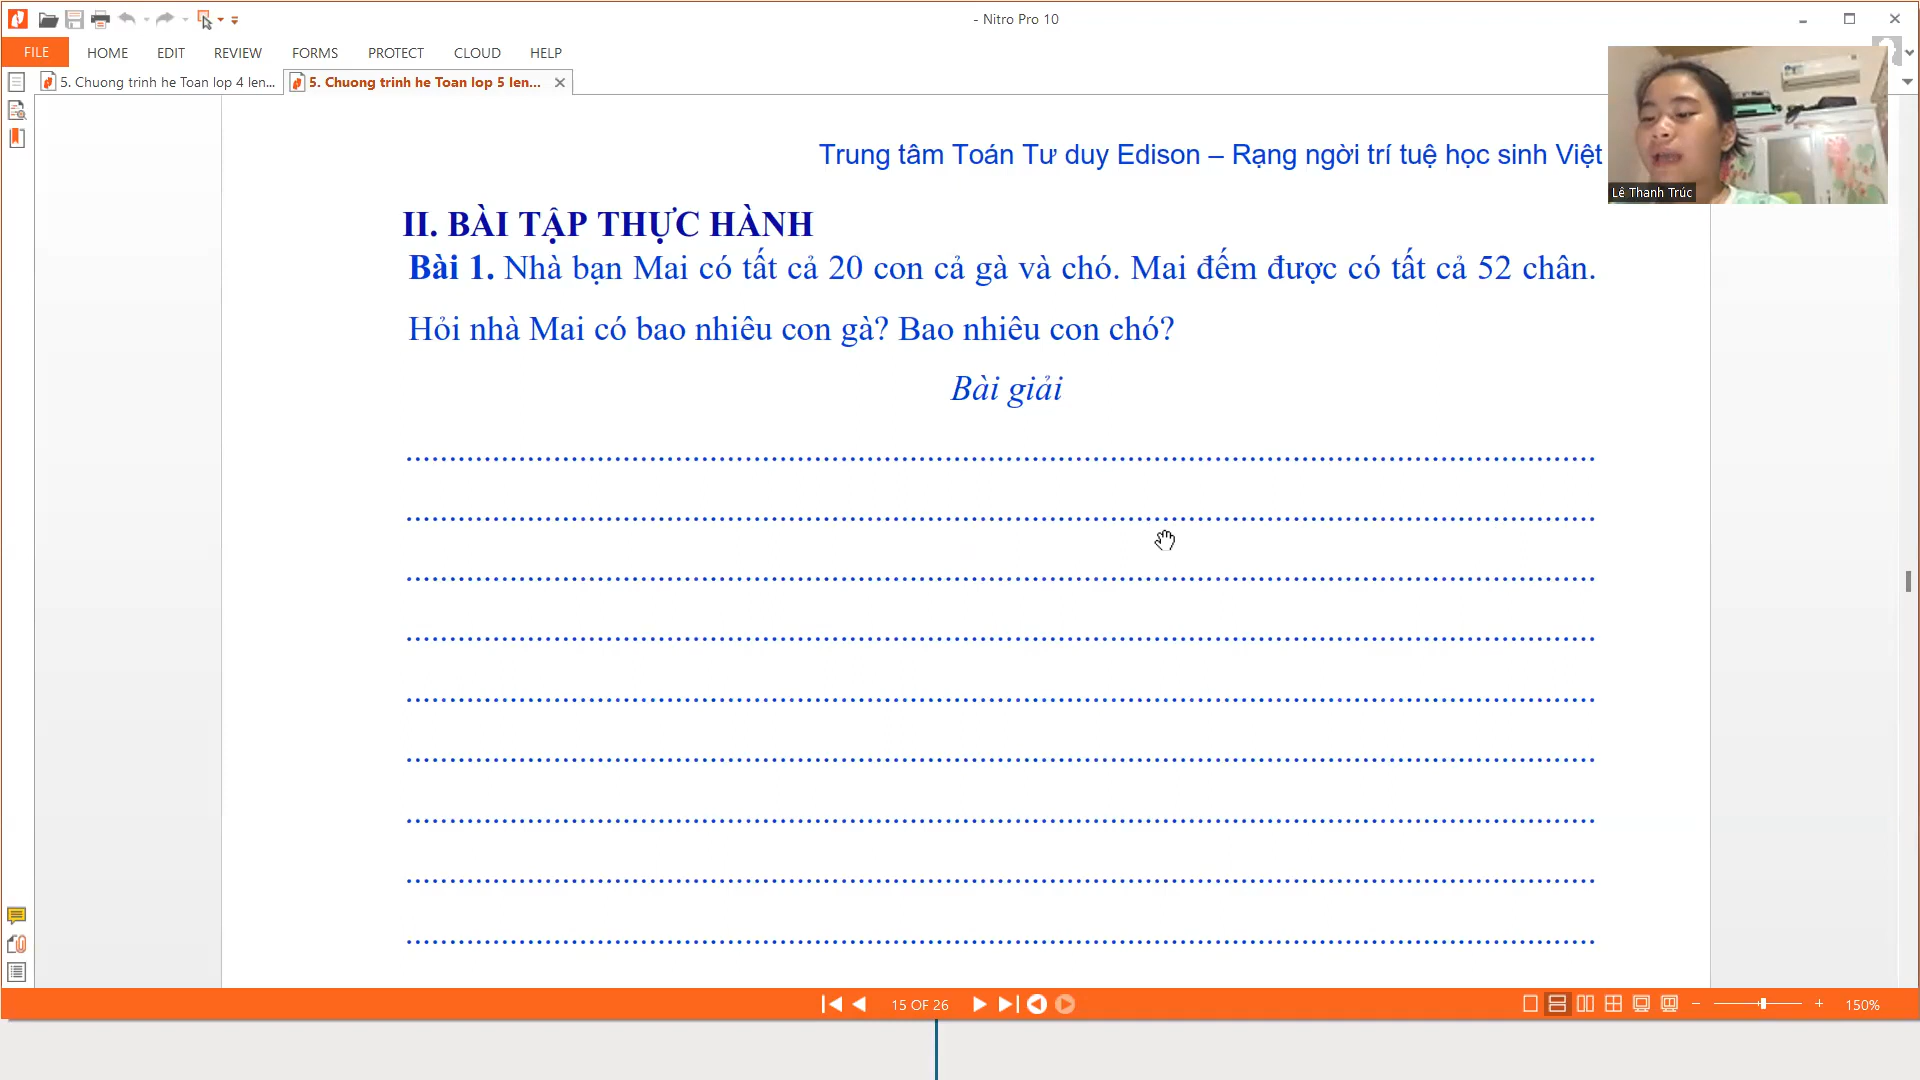 - Nitro Pro 10
FILE HOME EDIT REVIEW FORMS PROTECT CLOUD HELP
5. Chuong trinh he Toan lop 4 len... 5. Chuong trinh he Toan lop 5 len...
Trung tâm Toán Tư duy Edison – Rạng ngời trí tuệ học sinh Việt
Lê Thanh Trúc
II. BÀI TẬP THỰC HÀNH
Bài 1. Nhà bạn Mai có tất cả 20 con cả gà và chó. Mai đếm được có tất cả 52 chân.
Hỏi nhà Mai có bao nhiêu con gà? Bao nhiêu con chó?
Bài giải
15 OF 26
150%